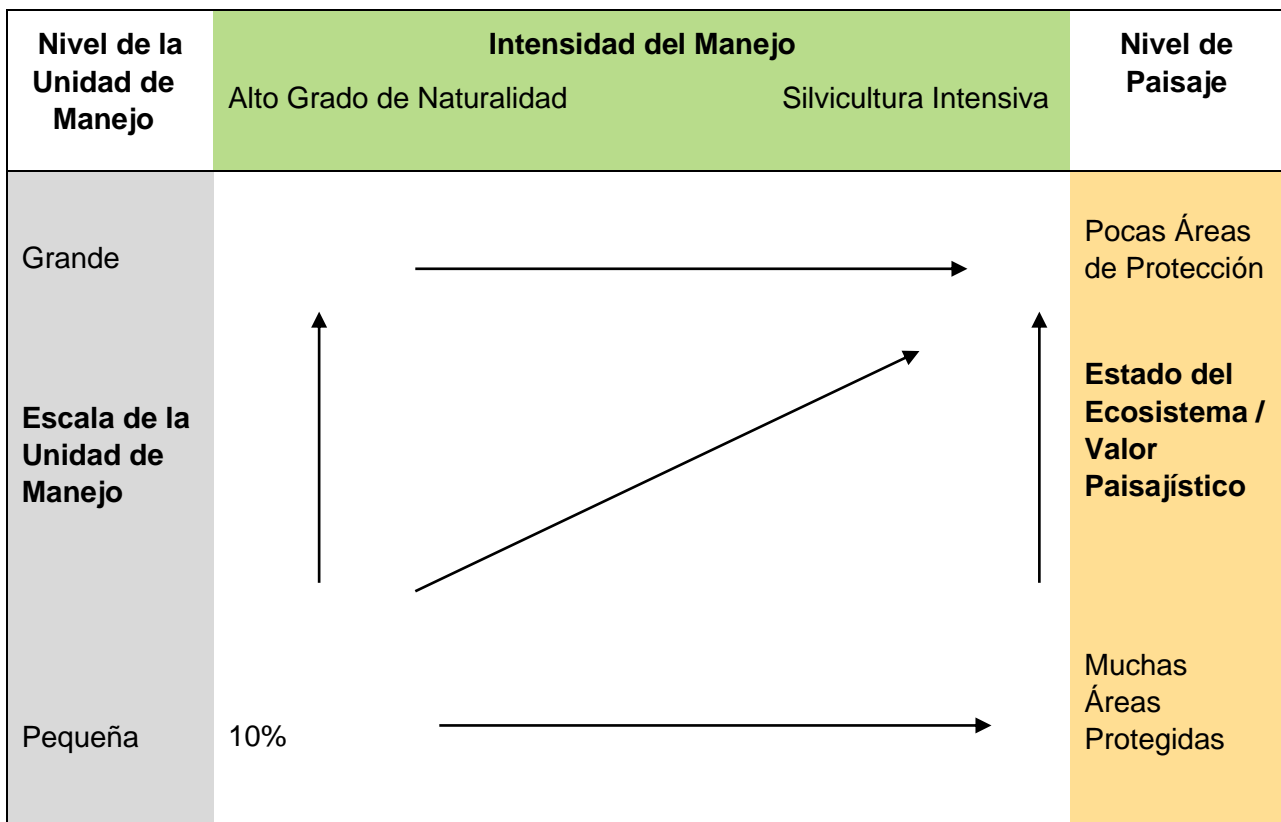 Nivel de la
Unidad de
Manejo
Intensidad del Manejo
Alto Grado de Naturalidad
Silvicultura Intensiva
Nivel de
Paisaje
Grande
Pocas Áreas
de Protección
Escala de la
Unidad de
Manejo
Estado del
Ecosistema /
Valor
Paisajístico
Pequeña
10%
Muchas
Áreas
Protegidas